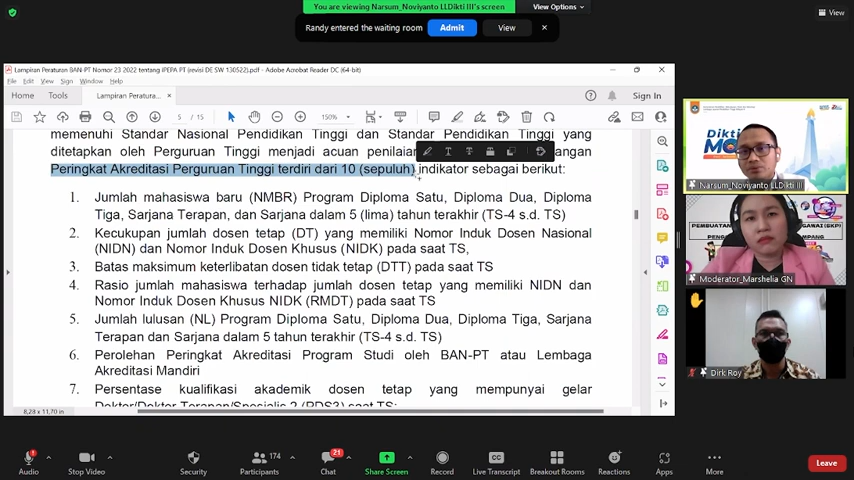 You are viewing Narsum_Noviyanto LLDikti III's screen
View Options
View
Randy entered the waiting room
Admit
View
Lampiran Peraturan BAN-PT Nomor 23 2022 tentang IPEPA PT (revisi DE SW 130522).pdf - Adobe Acrobat Reader DC (64-bit)
File Edit View Sign Window Help
Home Tools Lampiran Peratura...
Sign In
5 / 15
150%
memenuhi Standar Nasional Pendidikan Tinggi dan Standar Pendidikan Tinggi yang
ditetapkan oleh Perguruan Tinggi menjadi acuan penilaian
angan
Peringkat Akreditasi Perguruan Tinggi terdiri dari 10 (sepuluh) indikator sebagai berikut:
1. Jumlah mahasiswa baru (NMBR) Program Diploma Satu, Diploma Dua, Diploma
Tiga, Sarjana Terapan, dan Sarjana dalam 5 (lima) tahun terakhir (TS-4 s.d. TS)
2. Kecukupan jumlah dosen tetap (DT) yang memiliki Nomor Induk Dosen Nasional
(NIDN) dan Nomor Induk Dosen Khusus (NIDK) pada saat TS,
3. Batas maksimum keterlibatan dosen tidak tetap (DTT) pada saat TS
4. Rasio jumlah mahasiswa terhadap jumlah dosen tetap yang memiliki NIDN dan
Nomor Induk Dosen Khusus NIDK (RMDT) pada saat TS
5. Jumlah lulusan (NL) Program Diploma Satu, Diploma Dua, Diploma Tiga, Sarjana
Terapan dan Sarjana dalam 5 tahun terakhir (TS-4 s.d. TS)
6. Perolehan Peringkat Akreditasi Program Studi oleh BAN-PT atau Lembaga
Akreditasi Mandiri
7. Persentase kualifikasi akademik dosen tetap yang mempunyai gelar
Doktor/Doktor Terapan/Spesialis 2 (PDS3) saat TS;
8,28 x 11,70 in
Dikti
Narsum_Noviyanto LLDikti III
PEMBUATAN
(SKP)
Moderator_Marshelia GN
Dirk Roy
Audio
Stop Video
Security
Participants
174
Chat
21
Share Screen
Record
Live Transcript
Breakout Rooms
Reactions
Apps
More
Leave